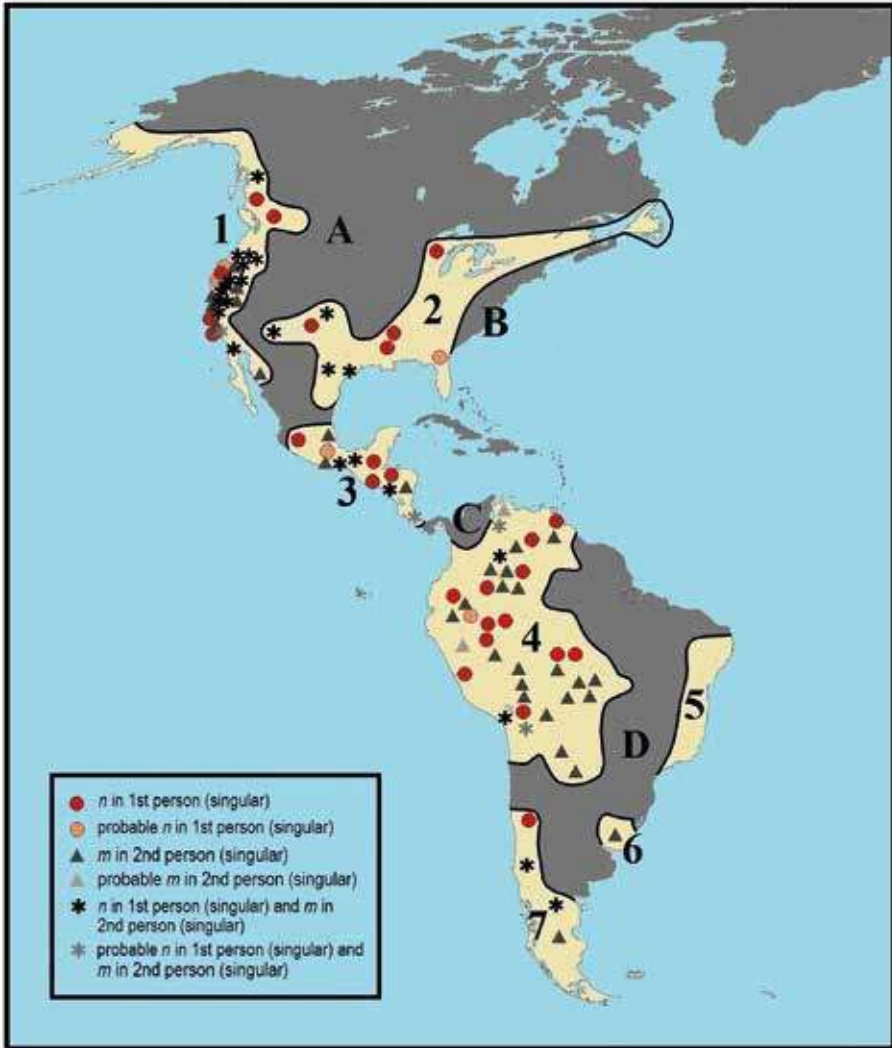 1
A
2
B
3
C
4
5
D
6
7
n in 1st person (singular)
probable n in 1st person (singular)
m in 2nd person (singular)
probable m in 2nd person (singular)
n in 1st person (singular) and m in
2nd person (singular)
probable n in 1st person (singular) and
m in 2nd person (singular)